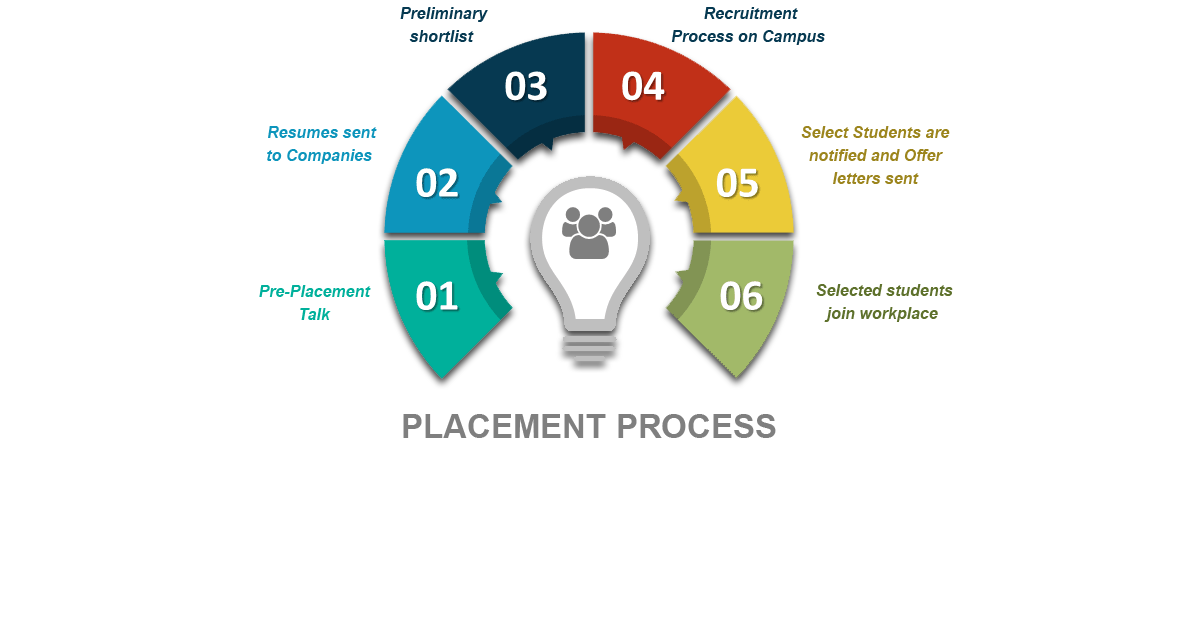 01
Pre-Placement
Talk
02
Resumes sent
to Companies
03
Preliminary
shortlist
04
Recruitment
Process on Campus
05
Select Students are
notified and Offer
letters sent
06
Selected students
join workplace
PLACEMENT PROCESS